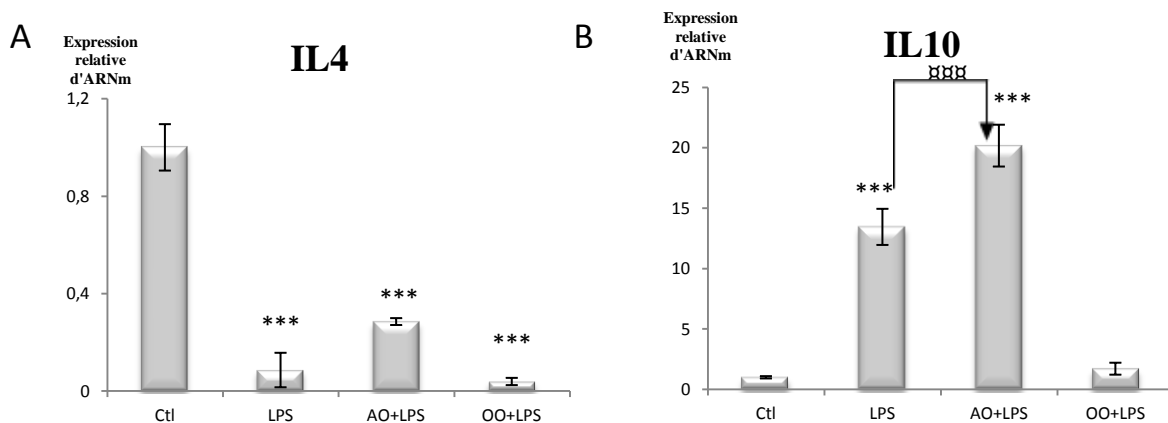 A
Expression
relative
d'ARNm
IL4
1,2
0,8
0,4
0
***
***
***
Ctl
LPS
AO+LPS
OO+LPS
B
Expression
relative
d'ARNm
IL10
¤¤¤
25
20
15
10
5
0
***
***
Ctl
LPS
AO+LPS
OO+LPS